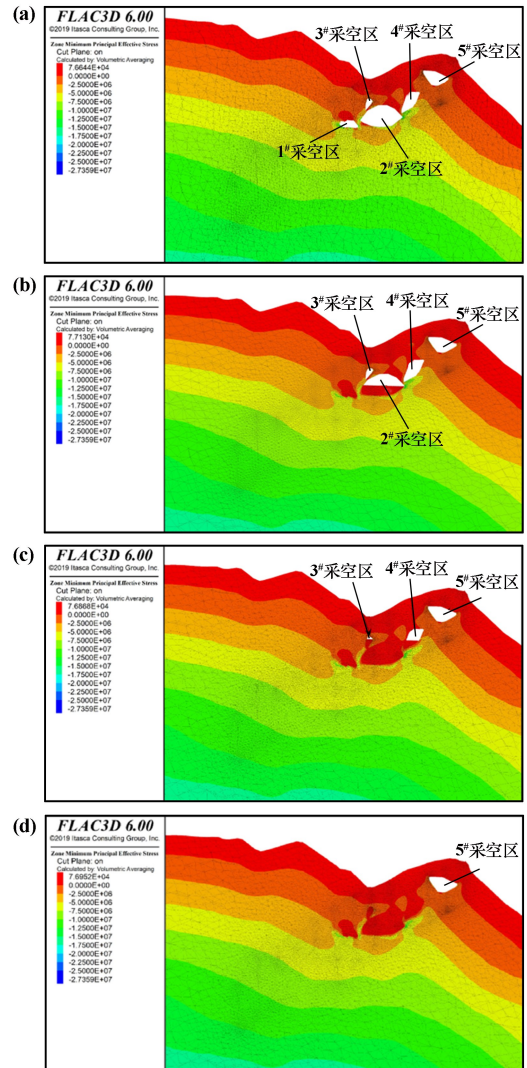 (a)
FLAC3D 6.00
©2019 Itasca Consulting Group, Inc.
Zone Minimum Principal Effective Stress
Cut Plane: on
Calculated by: Volumetric Averaging
7.6644E+04
0.0000E+00
-2.5000E+06
-5.0000E+06
-7.5000E+06
-1.0000E+07
-1.2500E+07
-1.5000E+07
-1.7500E+07
-2.0000E+07
-2.2500E+07
-2.5000E+07
-2.7359E+07
3#采空区
4#采空区
5#采空区
1#采空区
2#采空区
(b)
FLAC3D 6.00
©2019 Itasca Consulting Group, Inc.
Zone Minimum Principal Effective Stress
Cut Plane: on
Calculated by: Volumetric Averaging
7.7130E+04
0.0000E+00
-2.5000E+06
-5.0000E+06
-7.5000E+06
-1.0000E+07
-1.2500E+07
-1.5000E+07
-1.7500E+07
-2.0000E+07
-2.2500E+07
-2.5000E+07
-2.7359E+07
3#采空区
4#采空区
5#采空区
2#采空区
(c)
FLAC3D 6.00
©2019 Itasca Consulting Group, Inc.
Zone Minimum Principal Effective Stress
Cut Plane: on
Calculated by: Volumetric Averaging
7.6868E+04
0.0000E+00
-2.5000E+06
-5.0000E+06
-7.5000E+06
-1.0000E+07
-1.2500E+07
-1.5000E+07
-1.7500E+07
-2.0000E+07
-2.2500E+07
-2.5000E+07
-2.7359E+07
3#采空区
4#采空区
5#采空区
(d)
FLAC3D 6.00
©2019 Itasca Consulting Group, Inc.
Zone Minimum Principal Effective Stress
Cut Plane: on
Calculated by: Volumetric Averaging
7.6952E+04
0.0000E+00
-2.5000E+06
-5.0000E+06
-7.5000E+06
-1.0000E+07
-1.2500E+07
-1.5000E+07
-1.7500E+07
-2.0000E+07
-2.2500E+07
-2.5000E+07
-2.7359E+07
5#采空区